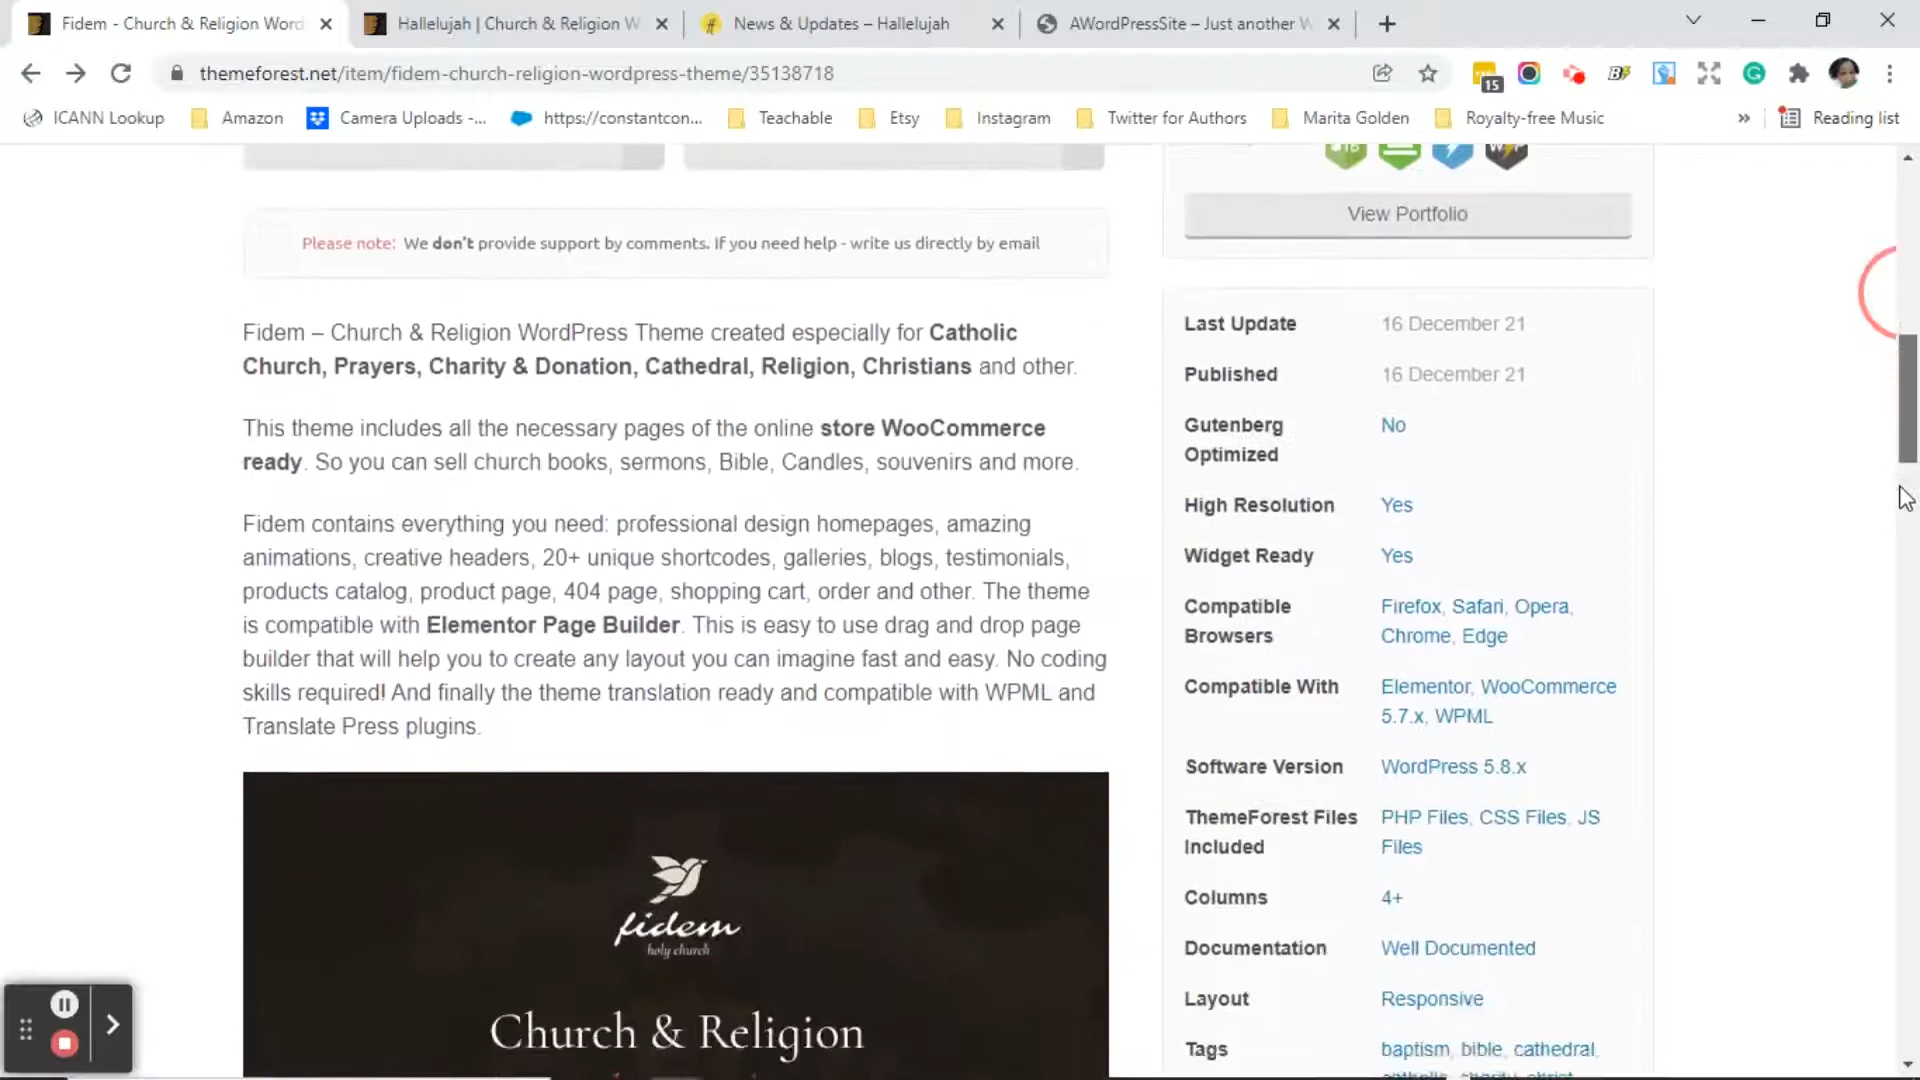 Fidem - Church & Religion Word
Hallelujah | Church & Religion W
News & Updates – Hallelujah
AWordPressSite – Just another W
themeforest.net/item/fidem-church-religion-wordpress-theme/35138718
15
ICANN Lookup
Amazon
Camera Uploads -...
https://constantcon...
Teachable
Etsy
Instagram
Twitter for Authors
Marita Golden
Royalty-free Music
»
Reading list
View Portfolio
Please note: We don't provide support by comments. If you need help - write us directly by email
Fidem – Church & Religion WordPress Theme created especially for Catholic
Church, Prayers, Charity & Donation, Cathedral, Religion, Christians and other.
This theme includes all the necessary pages of the online store WooCommerce
ready. So you can sell church books, sermons, Bible, Candles, souvenirs and more.
Fidem contains everything you need: professional design homepages, amazing
animations, creative headers, 20+ unique shortcodes, galleries, blogs, testimonials,
products catalog, product page, 404 page, shopping cart, order and other. The theme
is compatible with Elementor Page Builder. This is easy to use drag and drop page
builder that will help you to create any layout you can imagine fast and easy. No coding
skills required! And finally the theme translation ready and compatible with WPML and
Translate Press plugins.
fidem
holy church
Church & Religion
Last Update 16 December 21
Published 16 December 21
Gutenberg No
Optimized
High Resolution Yes
Widget Ready Yes
Compatible Firefox, Safari, Opera,
Browsers Chrome, Edge
Compatible With Elementor, WooCommerce
5.7.x, WPML
Software Version WordPress 5.8.x
ThemeForest Files PHP Files, CSS Files, JS
Included Files
Columns 4+
Documentation Well Documented
Layout Responsive
Tags baptism, bible, cathedral,